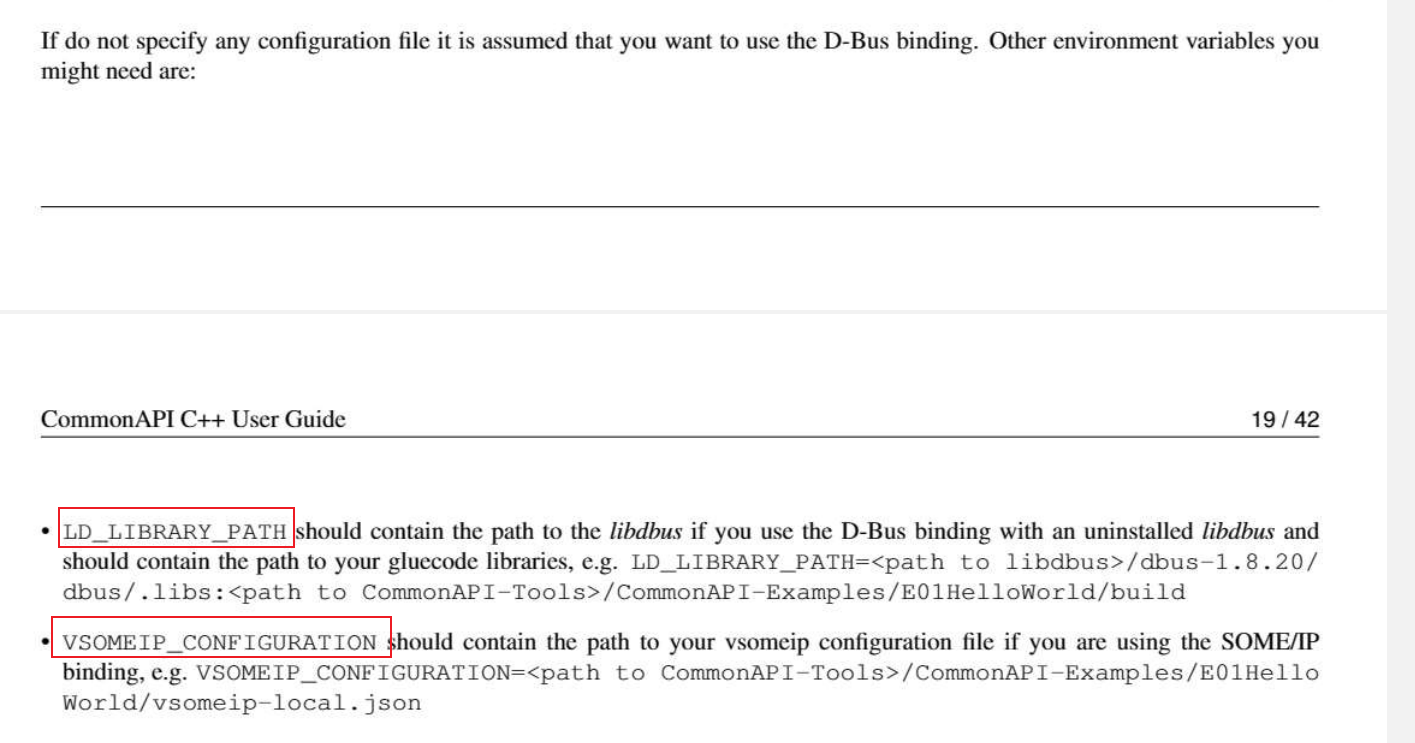 If do not specify any configuration file it is assumed that you want to use the D-Bus binding. Other environment variables you
might need are:
CommonAPI C++ User Guide 19 / 42
• LD_LIBRARY_PATH should contain the path to the libdbus if you use the D-Bus binding with an uninstalled libdbus and
should contain the path to your gluecode libraries, e.g. LD_LIBRARY_PATH=<path to libdbus>/dbus-1.8.20/
dbus/.libs:<path to CommonAPI-Tools>/CommonAPI-Examples/E01HelloWorld/build
• VSOMEIP_CONFIGURATION should contain the path to your vsomeip configuration file if you are using the SOME/IP
binding, e.g. VSOMEIP_CONFIGURATION=<path to CommonAPI-Tools>/CommonAPI-Examples/E01Hello
World/vsomeip-local.json